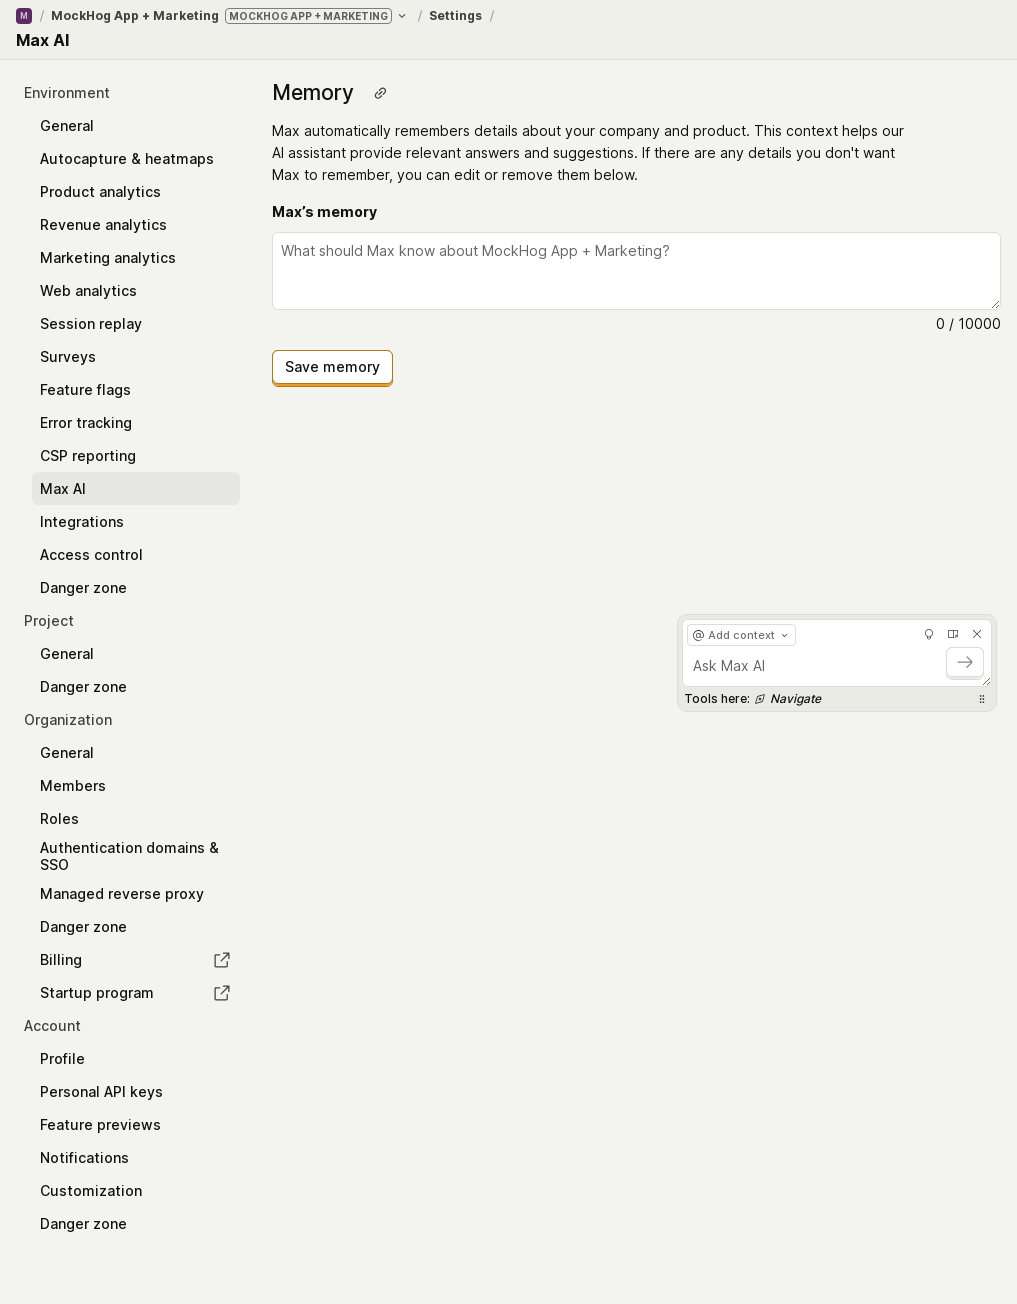 M / MockHog App + Marketing MOCKHOG APP + MARKETING / Settings /
Max AI
Environment
General
Autocapture & heatmaps
Product analytics
Revenue analytics
Marketing analytics
Web analytics
Session replay
Surveys
Feature flags
Error tracking
CSP reporting
Max AI
Integrations
Access control
Danger zone
Project
General
Danger zone
Organization
General
Members
Roles
Authentication domains &
SSO
Managed reverse proxy
Danger zone
Billing
Startup program
Account
Profile
Personal API keys
Feature previews
Notifications
Customization
Danger zone
Memory
Max automatically remembers details about your company and product. This context helps our
AI assistant provide relevant answers and suggestions. If there are any details you don't want
Max to remember, you can edit or remove them below.
Max’s memory
What should Max know about MockHog App + Marketing?
0 / 10000
Save memory
@ Add context
Ask Max AI
Tools here: Navigate